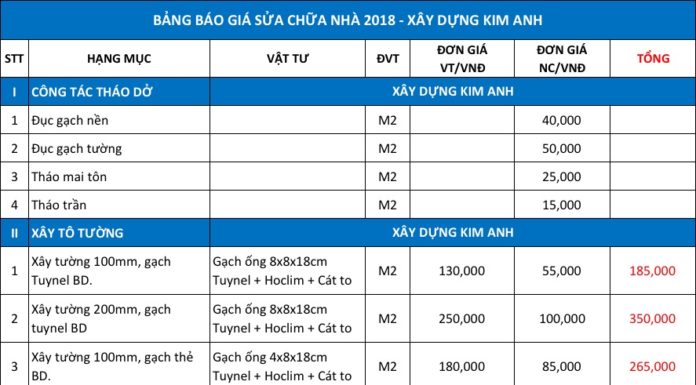 BẢNG BÁO GIÁ SỬA CHỮA NHÀ 2018 - XÂY DỰNG KIM ANH
STT HẠNG MỤC VẬT TƯ ĐVT ĐƠN GIÁ VT/VNĐ ĐƠN GIÁ NC/VNĐ TỔNG
I CÔNG TÁC THÁO DỞ XÂY DỰNG KIM ANH
1 Đục gạch nền M2 40,000
2 Đục gạch tường M2 50,000
3 Tháo mai tôn M2 25,000
4 Tháo trần M2 15,000
II XÂY TÔ TƯỜNG XÂY DỰNG KIM ANH
1 Xây tường 100mm, gạch Tuynel BD. Gạch ống 8x8x18cm Tuynel + Hoclim + Cát to M2 130,000 55,000 185,000
2 Xây tường 200mm, gạch tuynel BD Gạch ống 8x8x18cm Tuynel + Hoclim + Cát to M2 250,000 100,000 350,000
3 Xây tường 100mm, gạch thẻ BD. Gạch ống 4x8x18cm Tuynel + Hoclim + Cát to M2 180,000 85,000 265,000